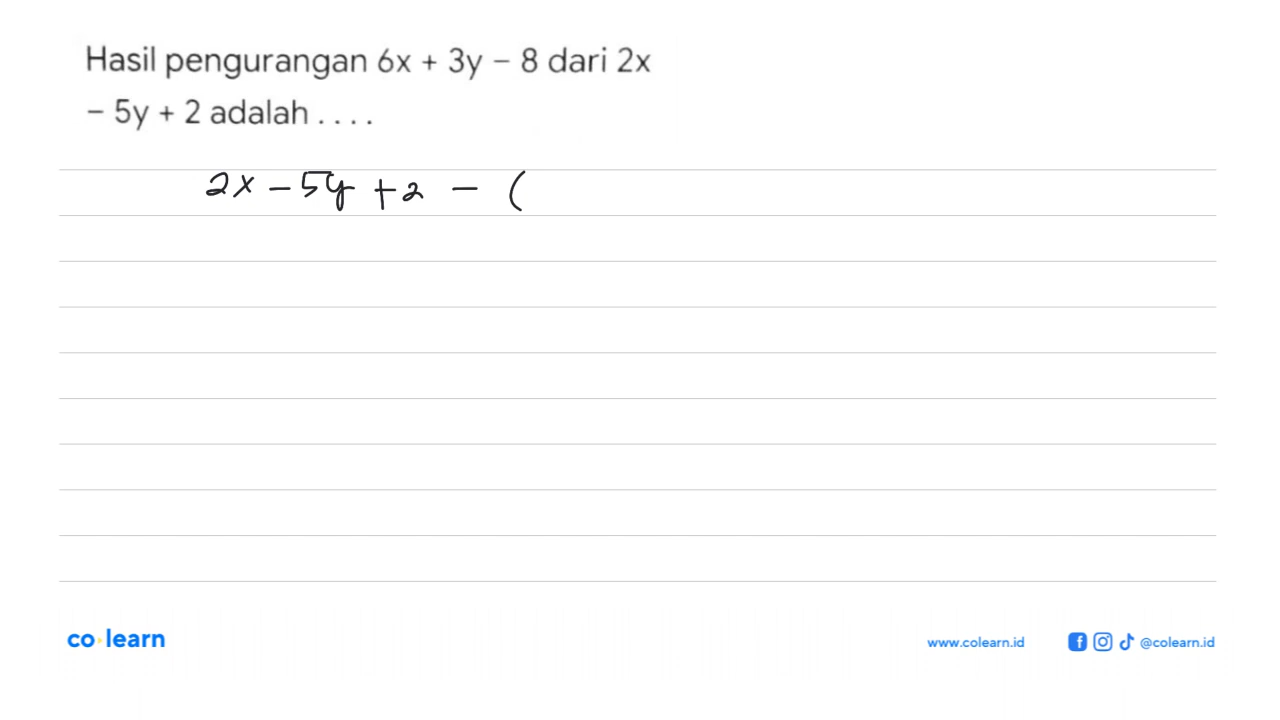 Hasil pengurangan 6x + 3y − 8 dari 2x
− 5y + 2 adalah . . . .
2x − 5y + 2 − (
co·learn
www.colearn.id @colearn.id